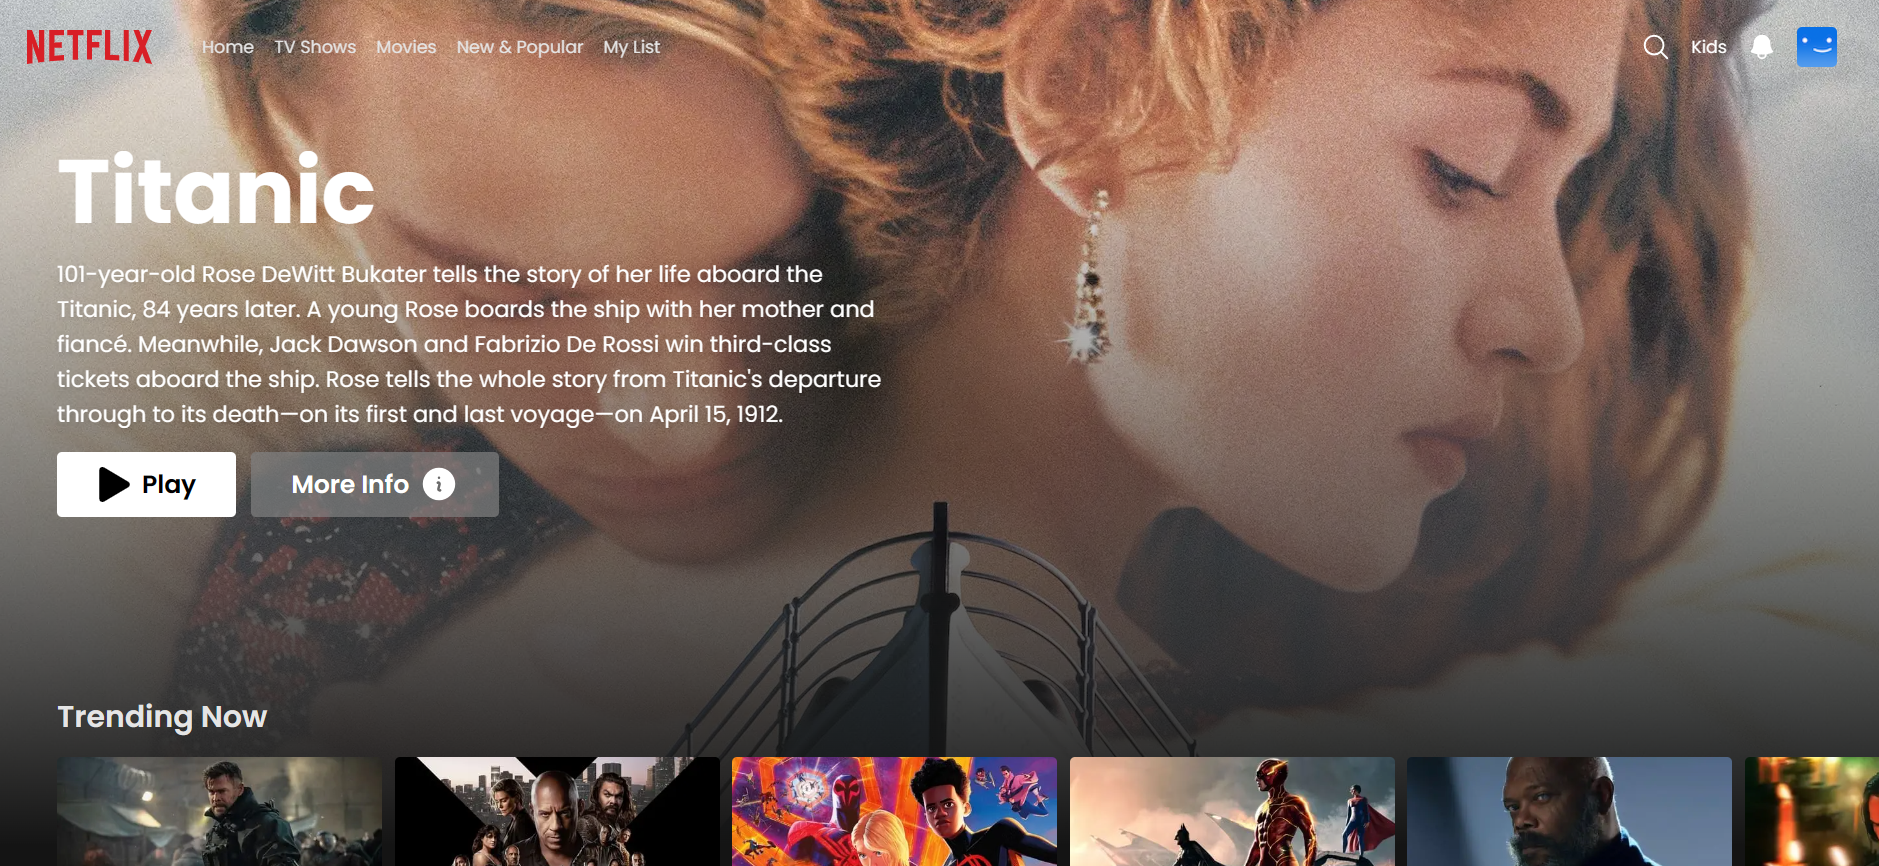 NETFLIX
Home TV Shows Movies New & Popular My List
Kids
Titanic
101-year-old Rose DeWitt Bukater tells the story of her life aboard the
Titanic, 84 years later. A young Rose boards the ship with her mother and
fiancé. Meanwhile, Jack Dawson and Fabrizio De Rossi win third-class
tickets aboard the ship. Rose tells the whole story from Titanic's departure
through to its death—on its first and last voyage—on April 15, 1912.
Play
More Info i
Trending Now